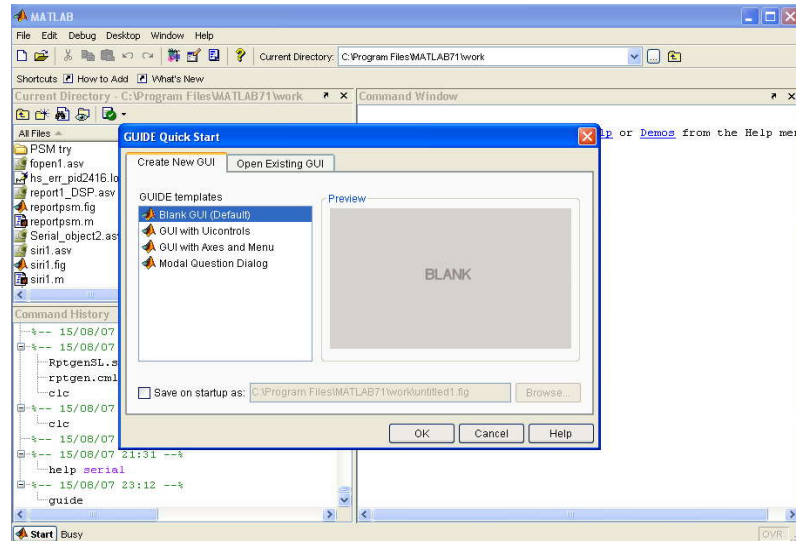 MATLAB
File Edit Debug Desktop Window Help
Current Directory: C:\Program Files\MATLAB71\work
Shortcuts How to Add What's New
Current Directory - C:\Program Files\MATLAB71\work
Command Window
All Files
PSM try
fopen1.asv
hs_err_pid2416.lo
report1_DSP.asv
reportpsm.fig
reportpsm.m
Serial_object2.as
siri1.asv
siri1.fig
siri1.m
lp or Demos from the Help men
GUIDE Quick Start
Create New GUI Open Existing GUI
GUIDE templates
Blank GUI (Default)
GUI with Uicontrols
GUI with Axes and Menu
Modal Question Dialog
Preview
BLANK
Save on startup as: C:\Program Files\MATLAB71\work\untitled1.fig Browse...
OK Cancel Help
Command History
%-- 15/08/07
%-- 15/08/07
RptgenSL.s
rptgen.cml
clc
%-- 15/08/07
clc
%-- 15/08/07
%-- 15/08/07 21:31 --%
help serial
%-- 15/08/07 23:12 --%
guide
Start Busy
OVR